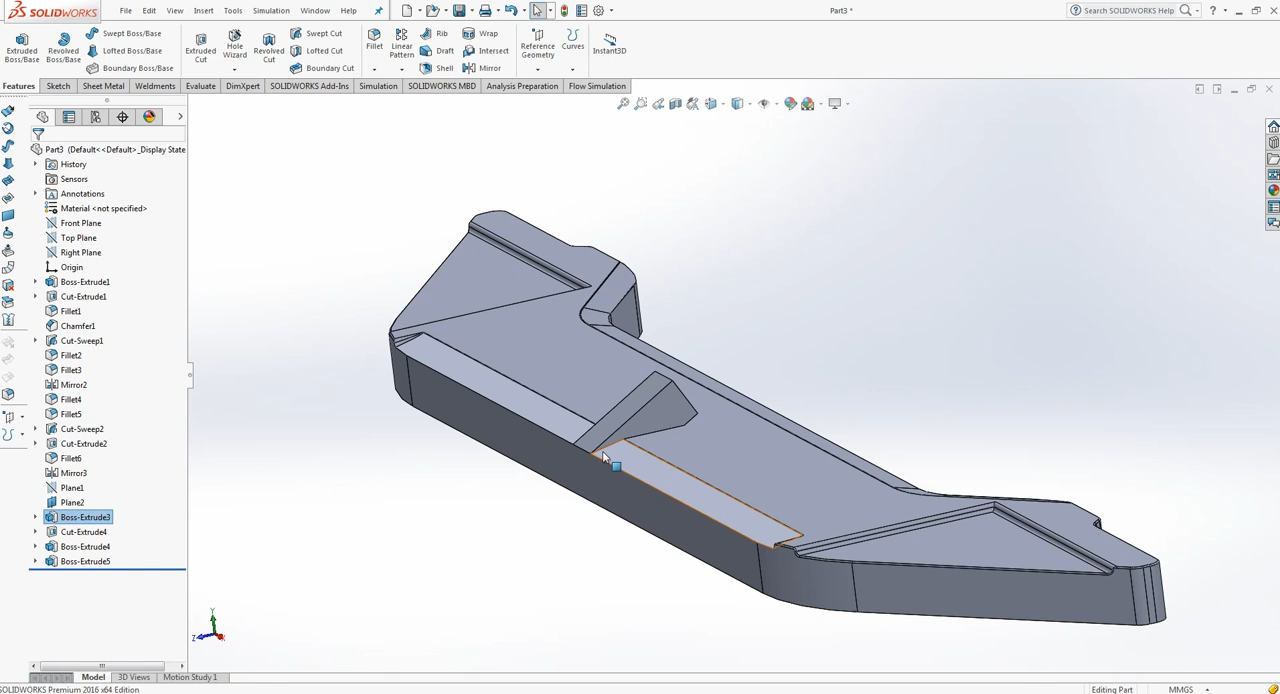 SOLIDWORKS
File Edit View Insert Tools Simulation Window Help
Part3 *
Search SOLIDWORKS Help
Extruded Boss/Base
Revolved Boss/Base
Swept Boss/Base
Lofted Boss/Base
Boundary Boss/Base
Extruded Cut
Hole Wizard
Revolved Cut
Swept Cut
Lofted Cut
Boundary Cut
Fillet
Linear Pattern
Rib
Draft
Shell
Wrap
Intersect
Mirror
Reference Geometry
Curves
Instant3D
Features Sketch Sheet Metal Weldments Evaluate DimXpert SOLIDWORKS Add-Ins Simulation SOLIDWORKS MBD Analysis Preparation Flow Simulation
Part3 (Default<<Default>_Display State
History
Sensors
Annotations
Material <not specified>
Front Plane
Top Plane
Right Plane
Origin
Boss-Extrude1
Cut-Extrude1
Fillet1
Chamfer1
Cut-Sweep1
Fillet2
Fillet3
Mirror2
Fillet4
Fillet5
Cut-Sweep2
Cut-Extrude2
Fillet6
Mirror3
Plane1
Plane2
Boss-Extrude3
Cut-Extrude4
Boss-Extrude4
Boss-Extrude5
Y
Z
X
Model 3D Views Motion Study 1
SOLIDWORKS Premium 2016 x64 Edition
Editing Part
MMGS